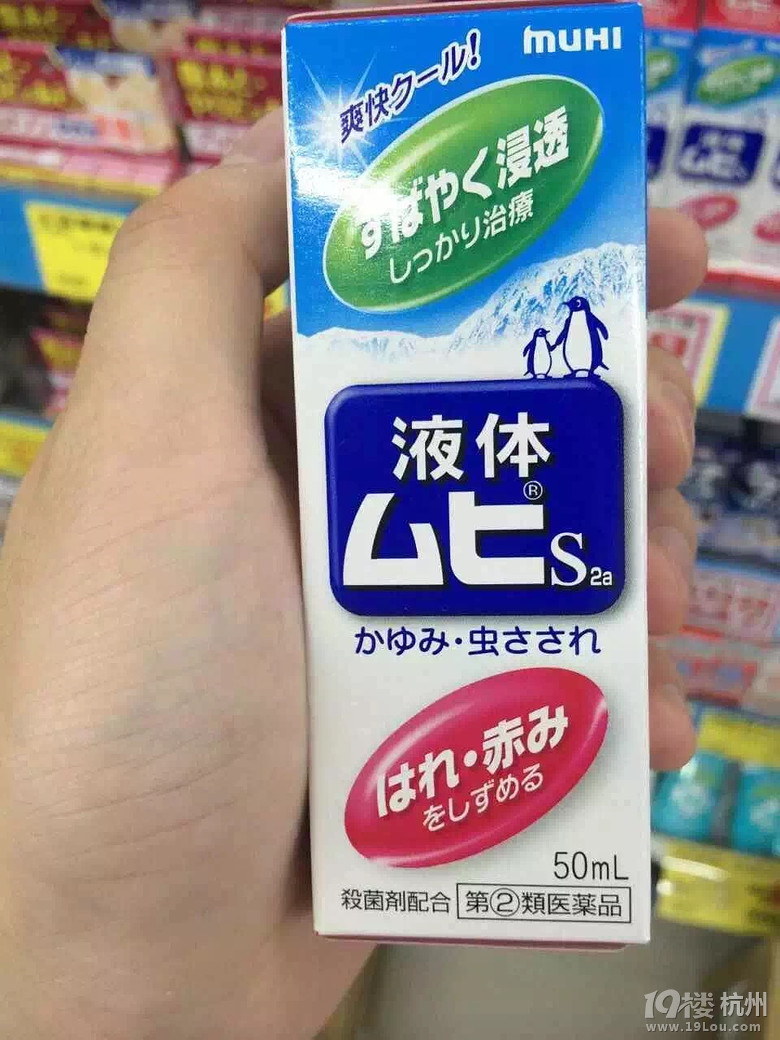 muHI
爽快クール!
すばやく浸透
しっかり治療
液体
ムヒ®S2a
かゆみ・虫さされ
はれ・赤み
をしずめる
50mL
殺菌剤配合 第②類医薬品
19楼 杭州
www.19Lou.com